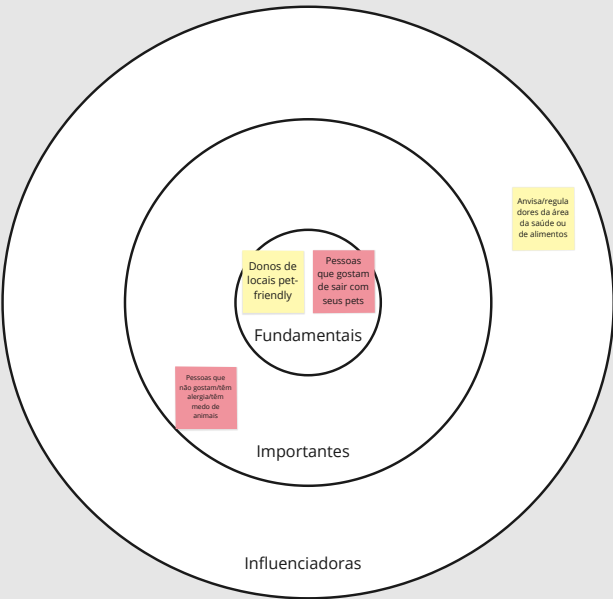 Anvisa/regula
dores da área
da saúde ou
de alimentos
Donos de
locais pet-
friendly
Pessoas
que gostam
de sair com
seus pets
Fundamentais
Pessoas que
não gostam/têm
alergia/têm
medo de
animais
Importantes
Influenciadoras